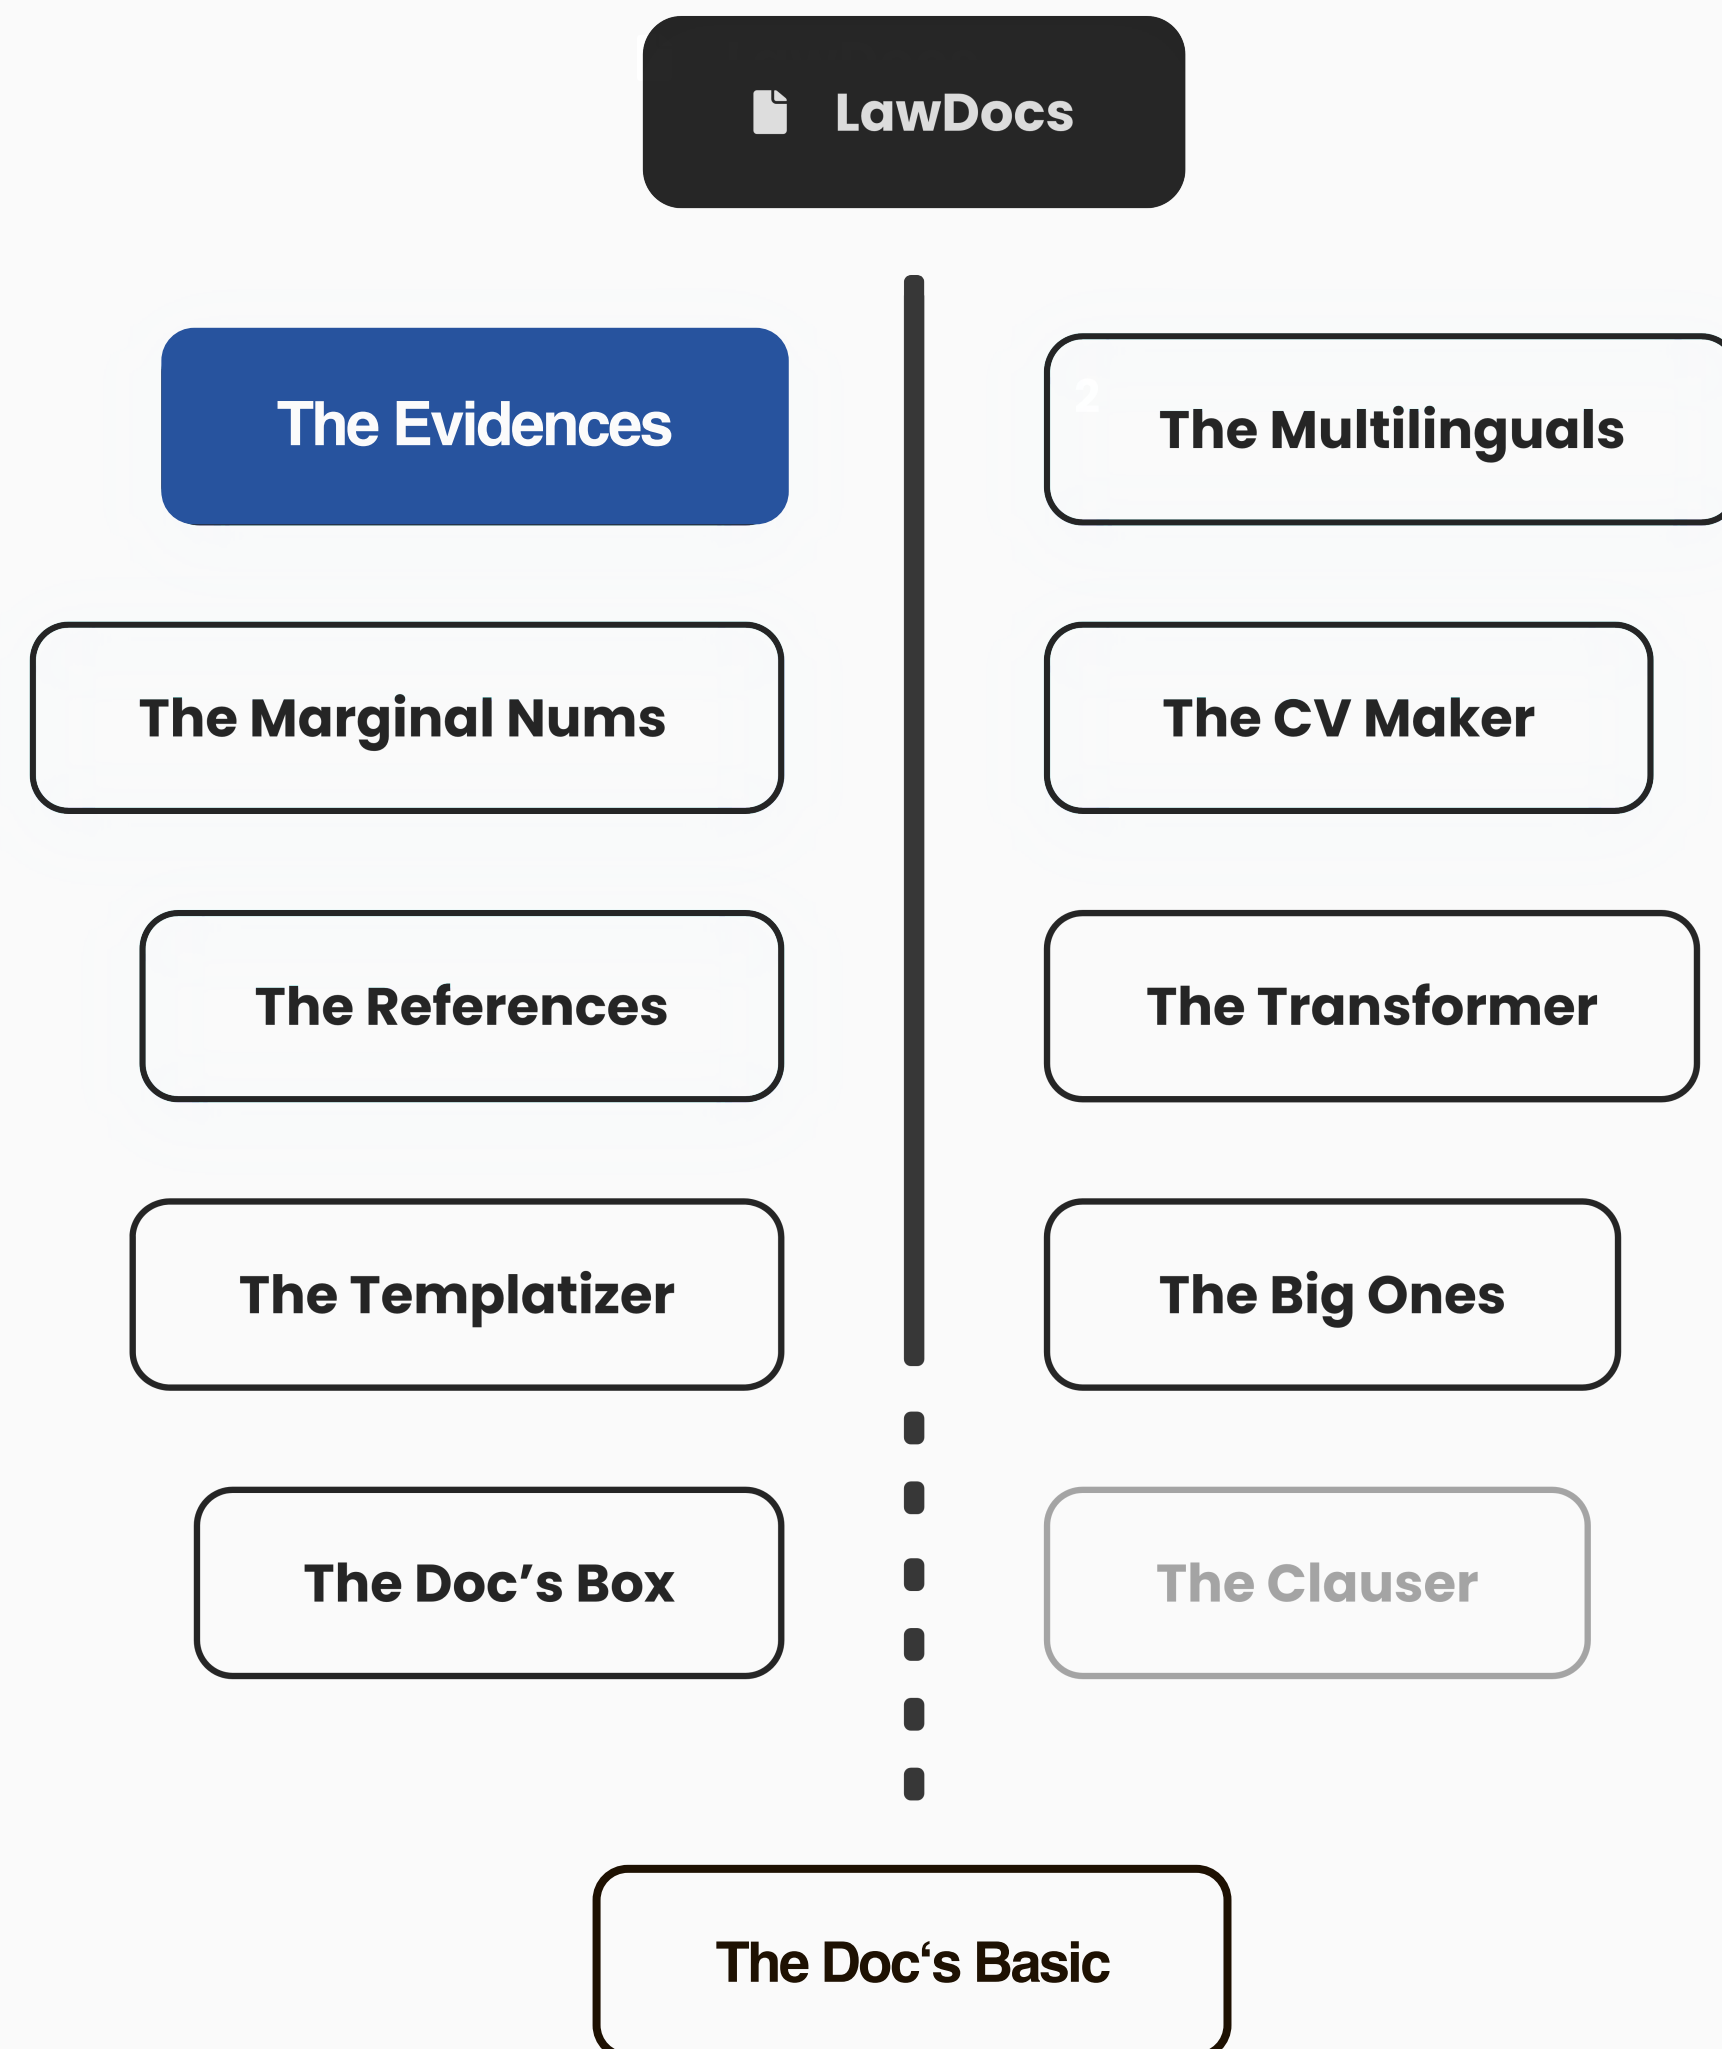 LawDocs
The Evidences
2
The Multilinguals
The Marginal Nums
The CV Maker
The References
The Transformer
The Templatizer
The Big Ones
The Doc’s Box
The Clauser
The Doc‘s Basic